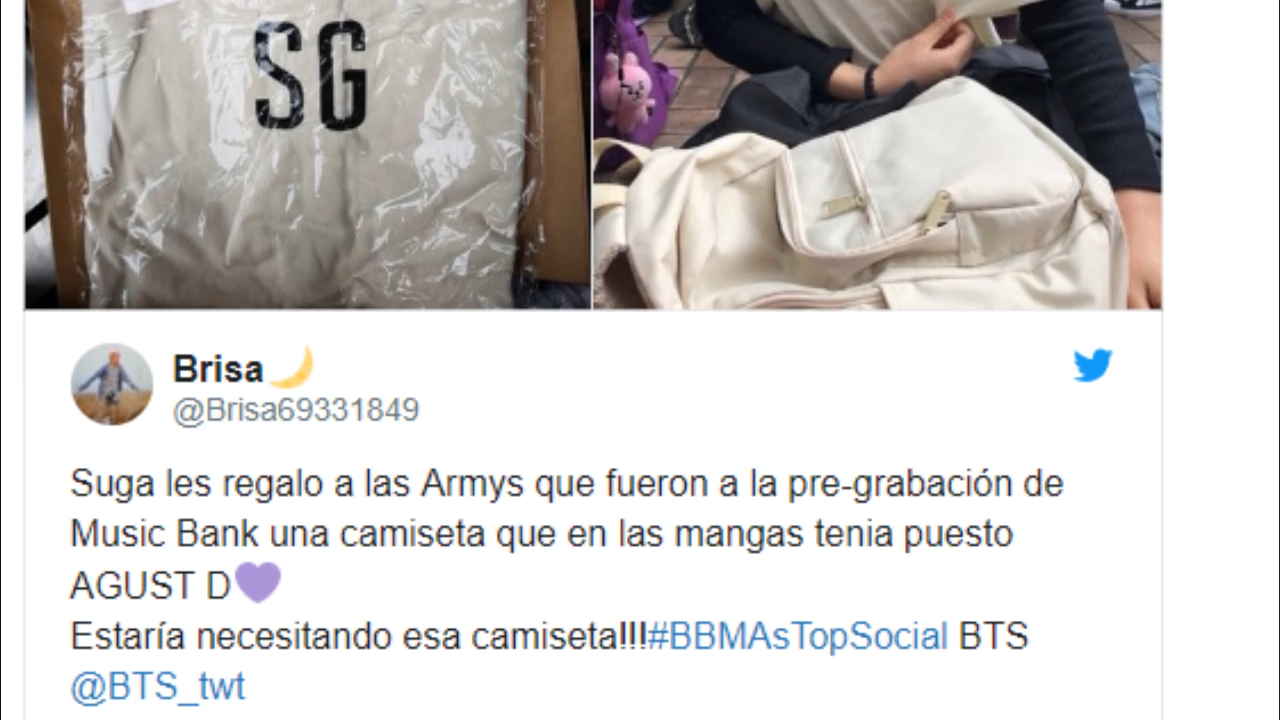 SG
Brisa🌙
@Brisa69331849
Suga les regalo a las Armys que fueron a la pre-grabación de
Music Bank una camiseta que en las mangas tenia puesto
AGUST D💜
Estaría necesitando esa camiseta!!!#BBMAsTopSocial BTS
@BTS_twt